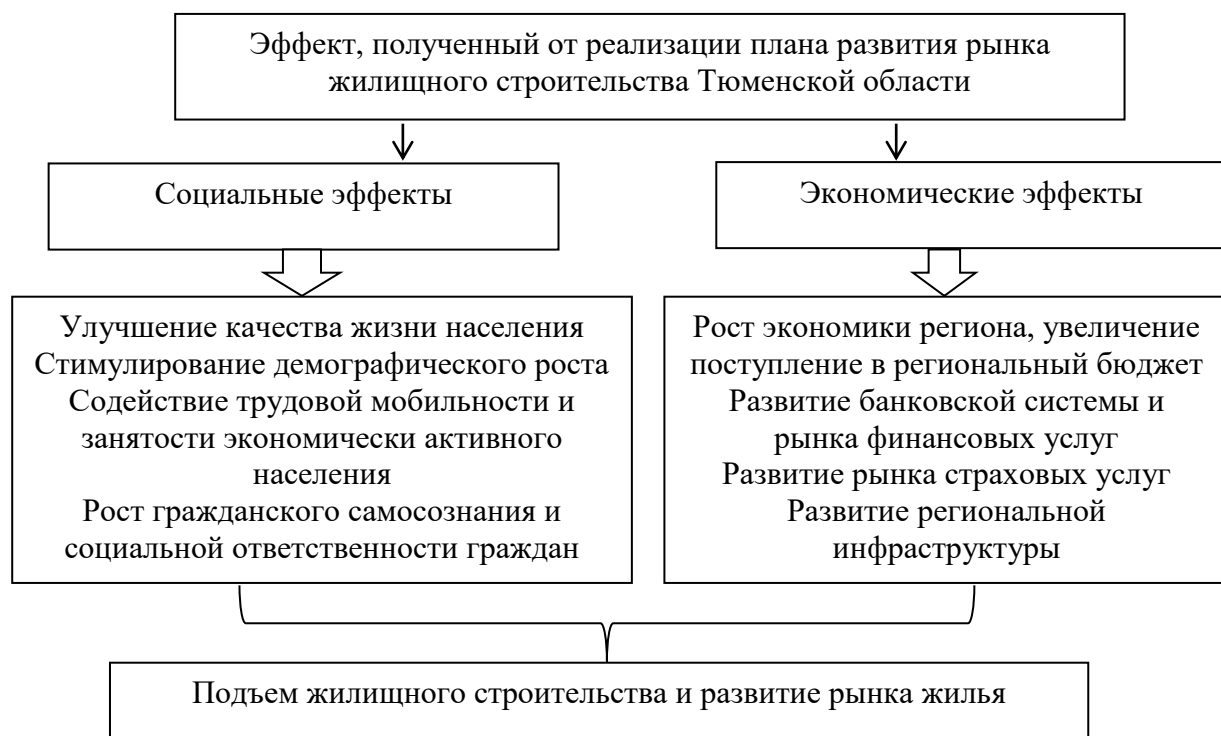 Эффект, полученный от реализации плана развития рынка
жилищного строительства Тюменской области
Социальные эффекты
Экономические эффекты
Улучшение качества жизни населения
Стимулирование демографического роста
Содействие трудовой мобильности и
занятости экономически активного
населения
Рост гражданского самосознания и
социальной ответственности граждан
Рост экономики региона, увеличение
поступление в региональный бюджет
Развитие банковской системы и
рынка финансовых услуг
Развитие рынка страховых услуг
Развитие региональной
инфраструктуры
Подъем жилищного строительства и развитие рынка жилья